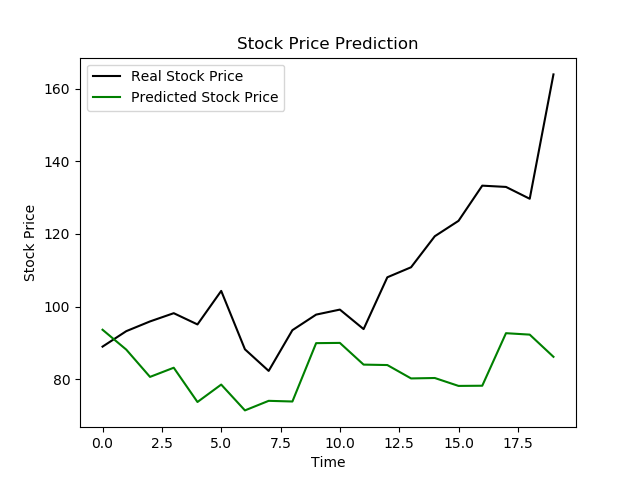 Stock Price Prediction
Real Stock Price
Predicted Stock Price
Stock Price
160
140
120
100
80
0.0 2.5 5.0 7.5 10.0 12.5 15.0 17.5
Time